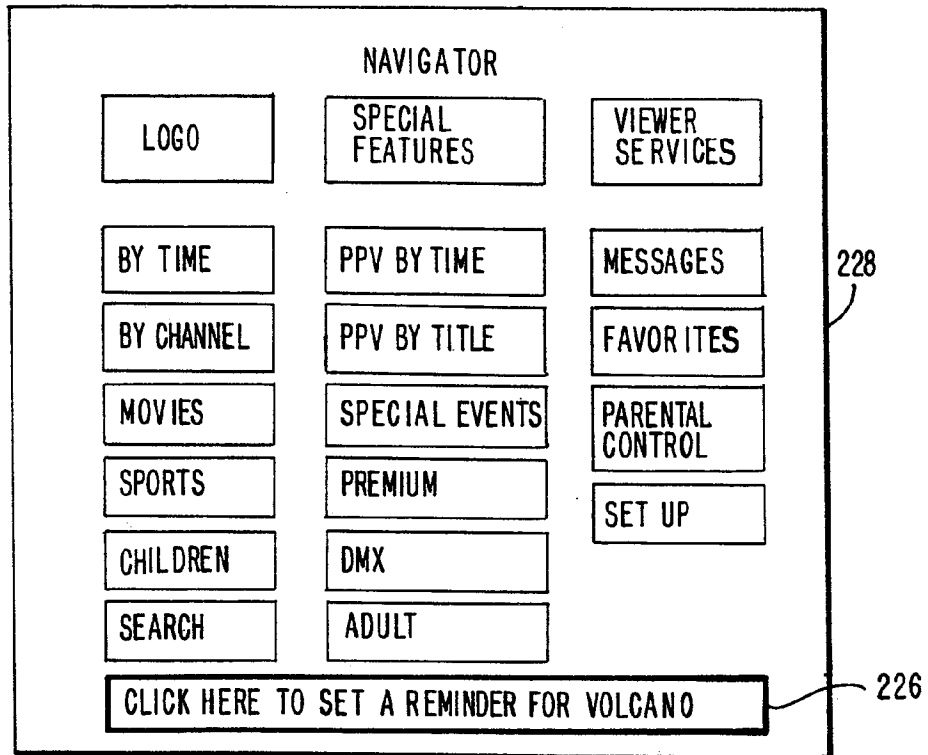 NAVIGATOR
LOGO
SPECIAL
FEATURES
VIEWER
SERVICES
BY TIME
PPV BY TIME
MESSAGES
228
BY CHANNEL
PPV BY TITLE
FAVORITES
MOVIES
SPECIAL EVENTS
PARENTAL
CONTROL
SPORTS
PREMIUM
SET UP
CHILDREN
DMX
SEARCH
ADULT
CLICK HERE TO SET A REMINDER FOR VOLCANO
226